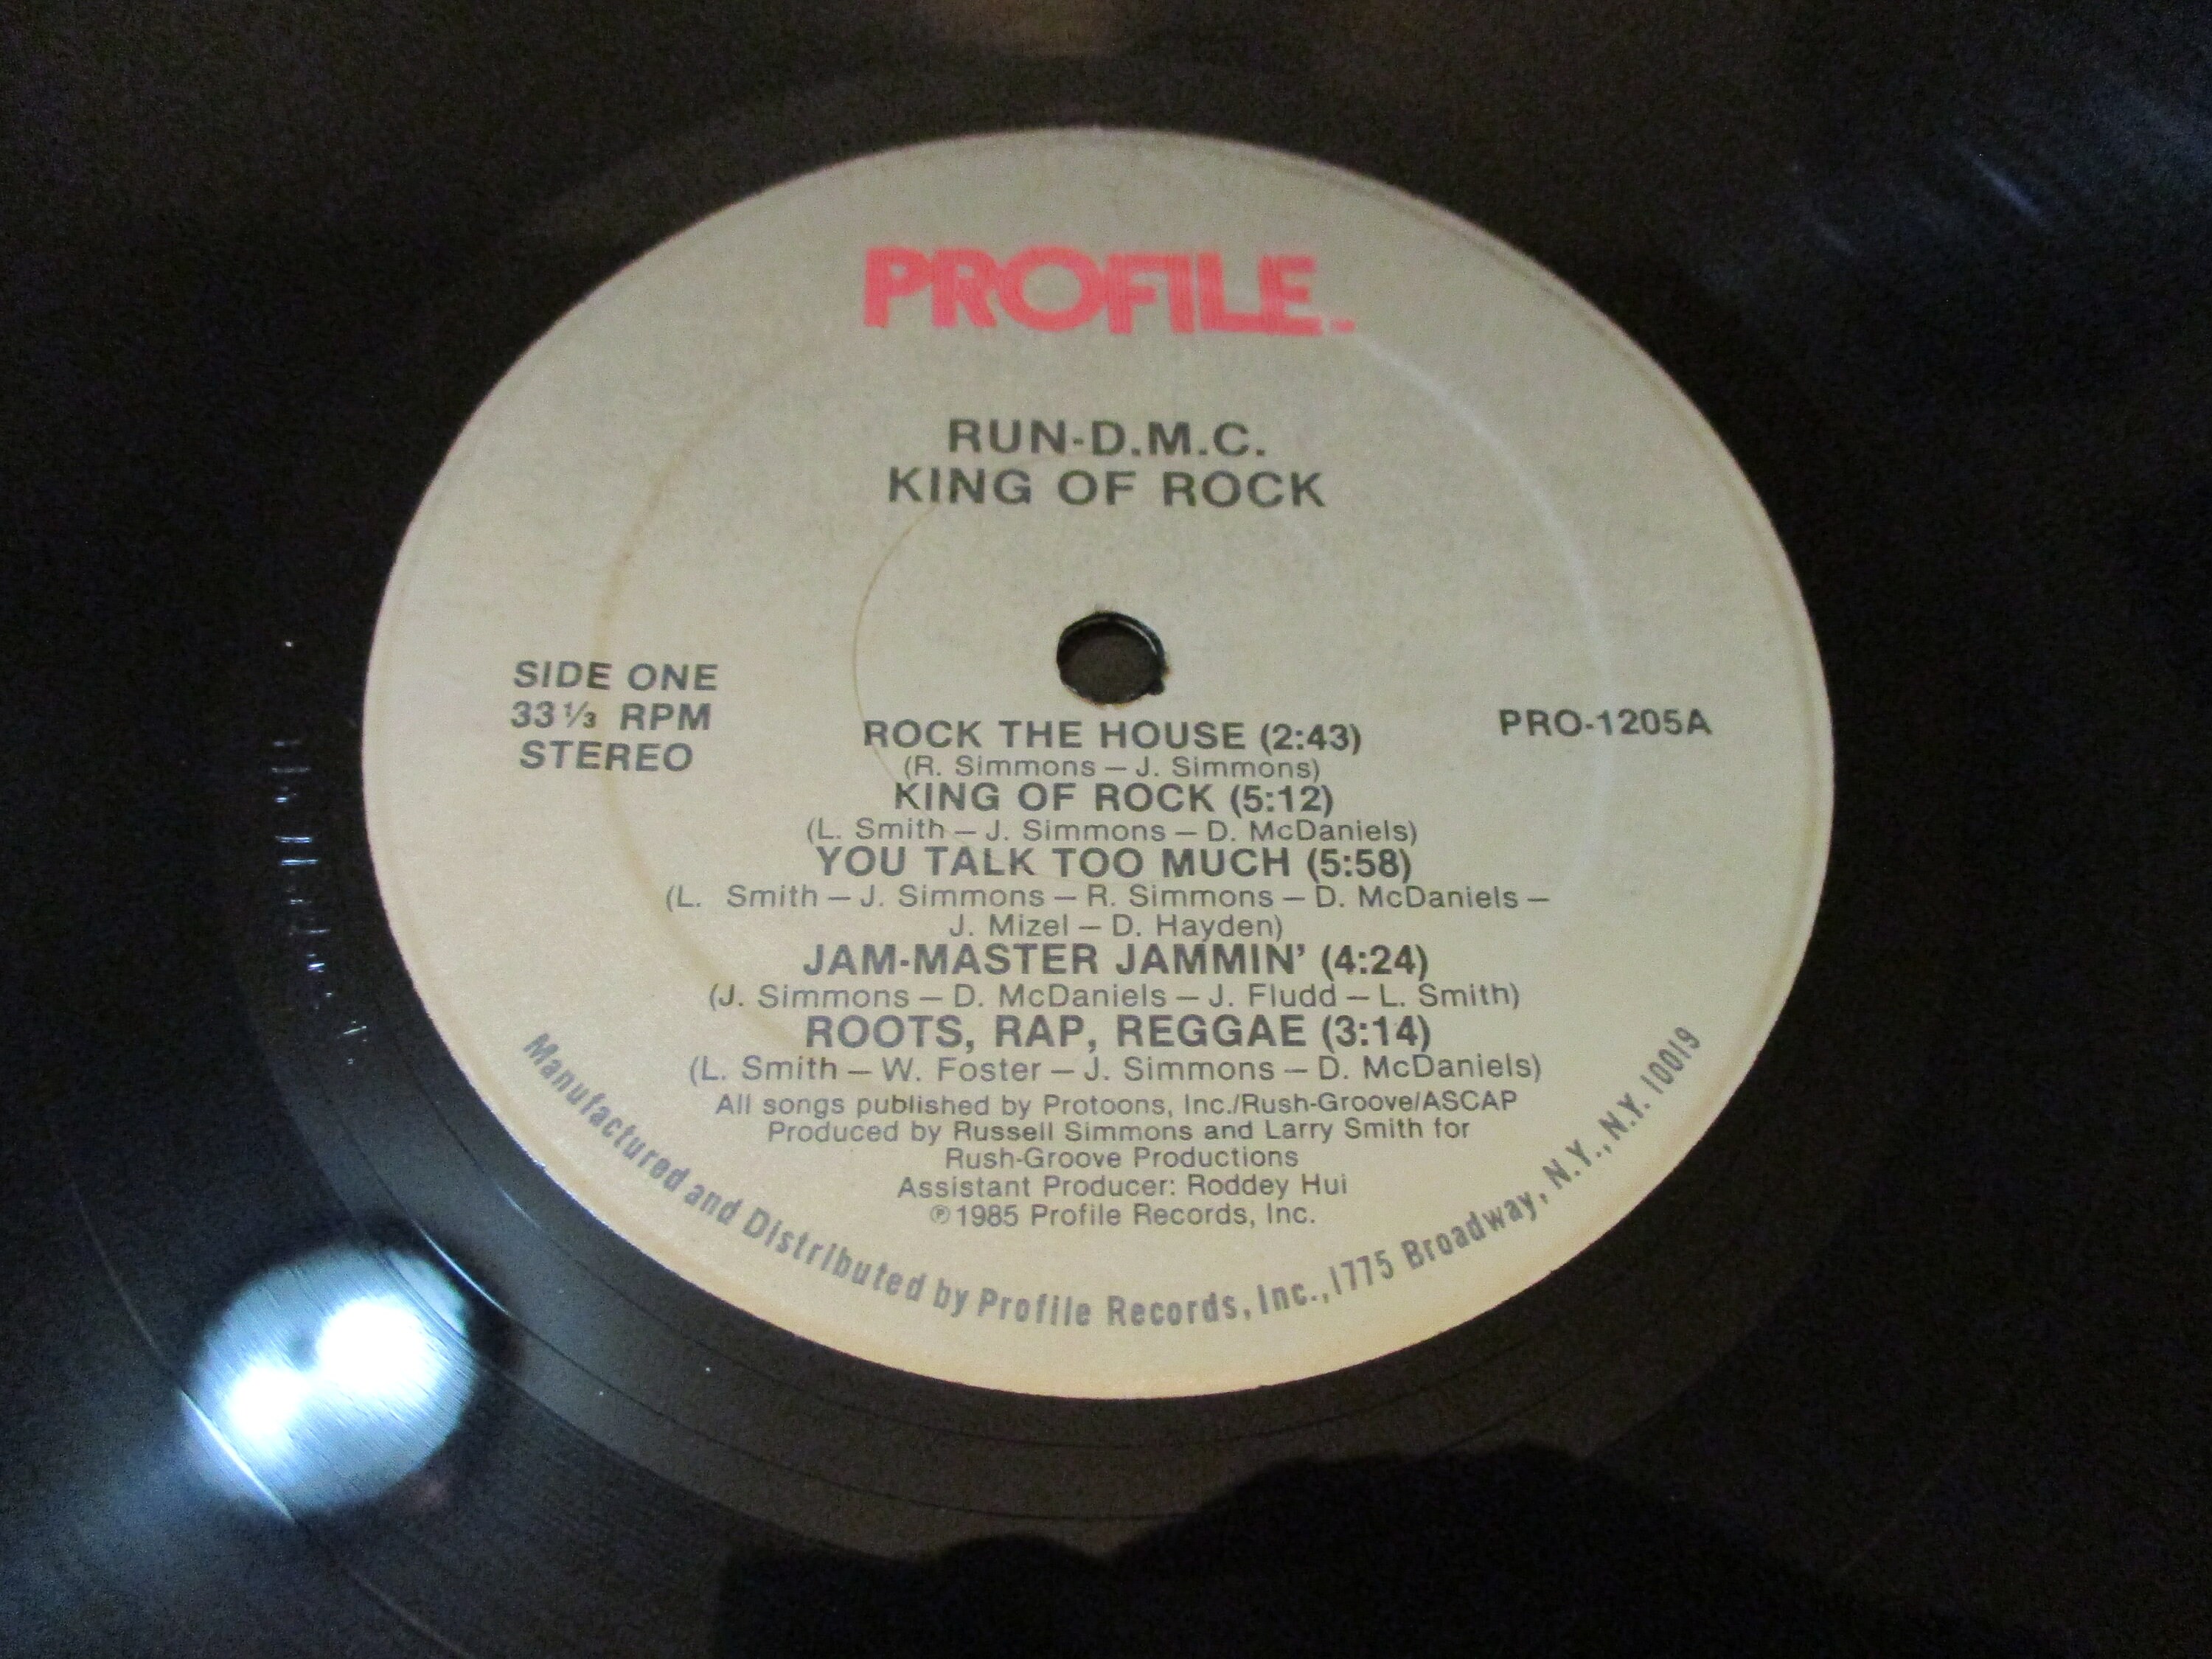 PROFILE™
RUN-D.M.C.
KING OF ROCK
SIDE ONE
33⅓ RPM
STEREO
PRO-1205A
ROCK THE HOUSE (2:43)
(R. Simmons – J. Simmons)
KING OF ROCK (5:12)
(L. Smith – J. Simmons – D. McDaniels)
YOU TALK TOO MUCH (5:58)
(L. Smith – J. Simmons – R. Simmons – D. McDaniels –
J. Mizel – D. Hayden)
JAM-MASTER JAMMIN' (4:24)
(J. Simmons – D. McDaniels – J. Fludd – L. Smith)
ROOTS, RAP, REGGAE (3:14)
(L. Smith – W. Foster – J. Simmons – D. McDaniels)
All songs published by Protoons, Inc./Rush-Groove/ASCAP
Produced by Russell Simmons and Larry Smith for
Rush-Groove Productions
Assistant Producer: Roddey Hui
℗1985 Profile Records, Inc.
Manufactured and Distributed by Profile Records, Inc., 1775 Broadway, N.Y., N.Y. 10019